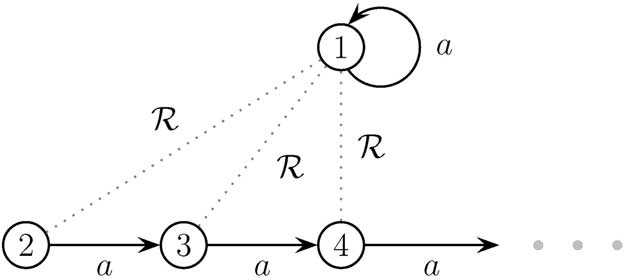 1 a
ℛ
ℛ ℛ
2 3 4
a a a